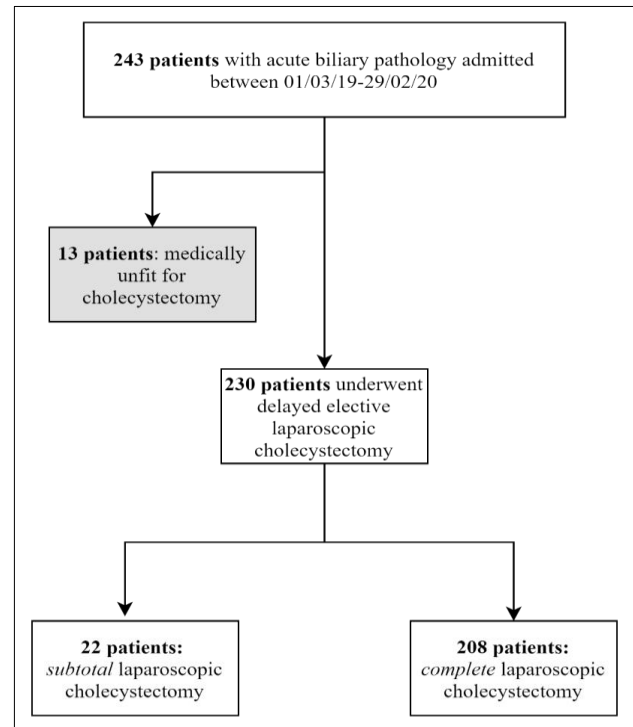 243 patients with acute biliary pathology admitted
between 01/03/19-29/02/20
13 patients: medically
unfit for
cholecystectomy
230 patients underwent
delayed elective
laparoscopic
cholecystectomy
22 patients:
subtotal laparoscopic
cholecystectomy
208 patients:
complete laparoscopic
cholecystectomy